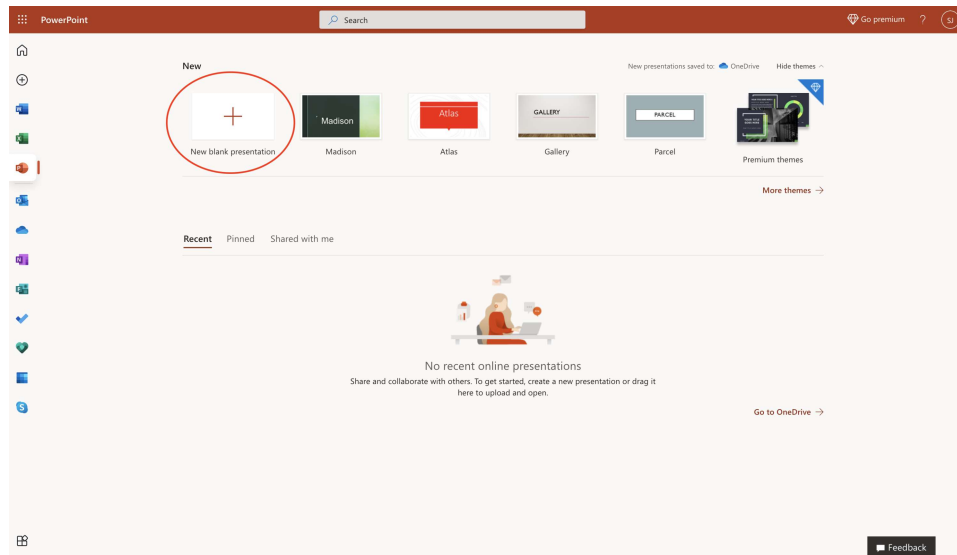 PowerPoint
Search
Go premium
?
SJ
New
New presentations saved to: OneDrive
Hide themes
Madison
Atlas
GALLERY
PARCEL
New blank presentation
Madison
Atlas
Gallery
Parcel
Premium themes
More themes →
Recent
Pinned
Shared with me
No recent online presentations
Share and collaborate with others. To get started, create a new presentation or drag it
here to upload and open.
Go to OneDrive →
Feedback